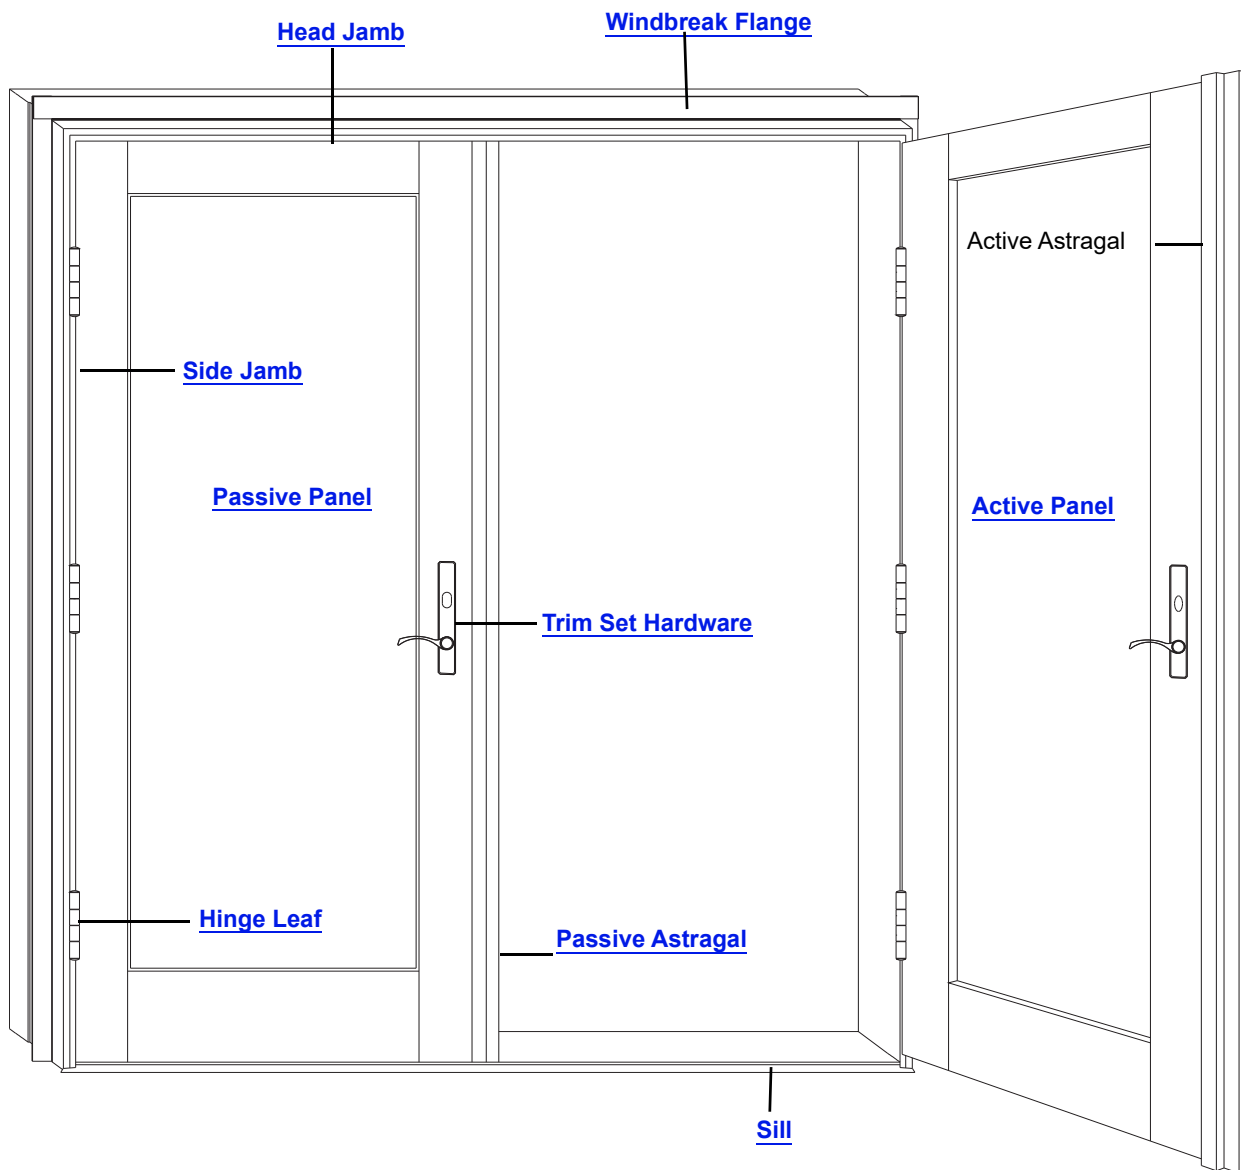 Head Jamb
Windbreak Flange
Active Astragal
Side Jamb
Passive Panel
Active Panel
Trim Set Hardware
Hinge Leaf
Passive Astragal
Sill